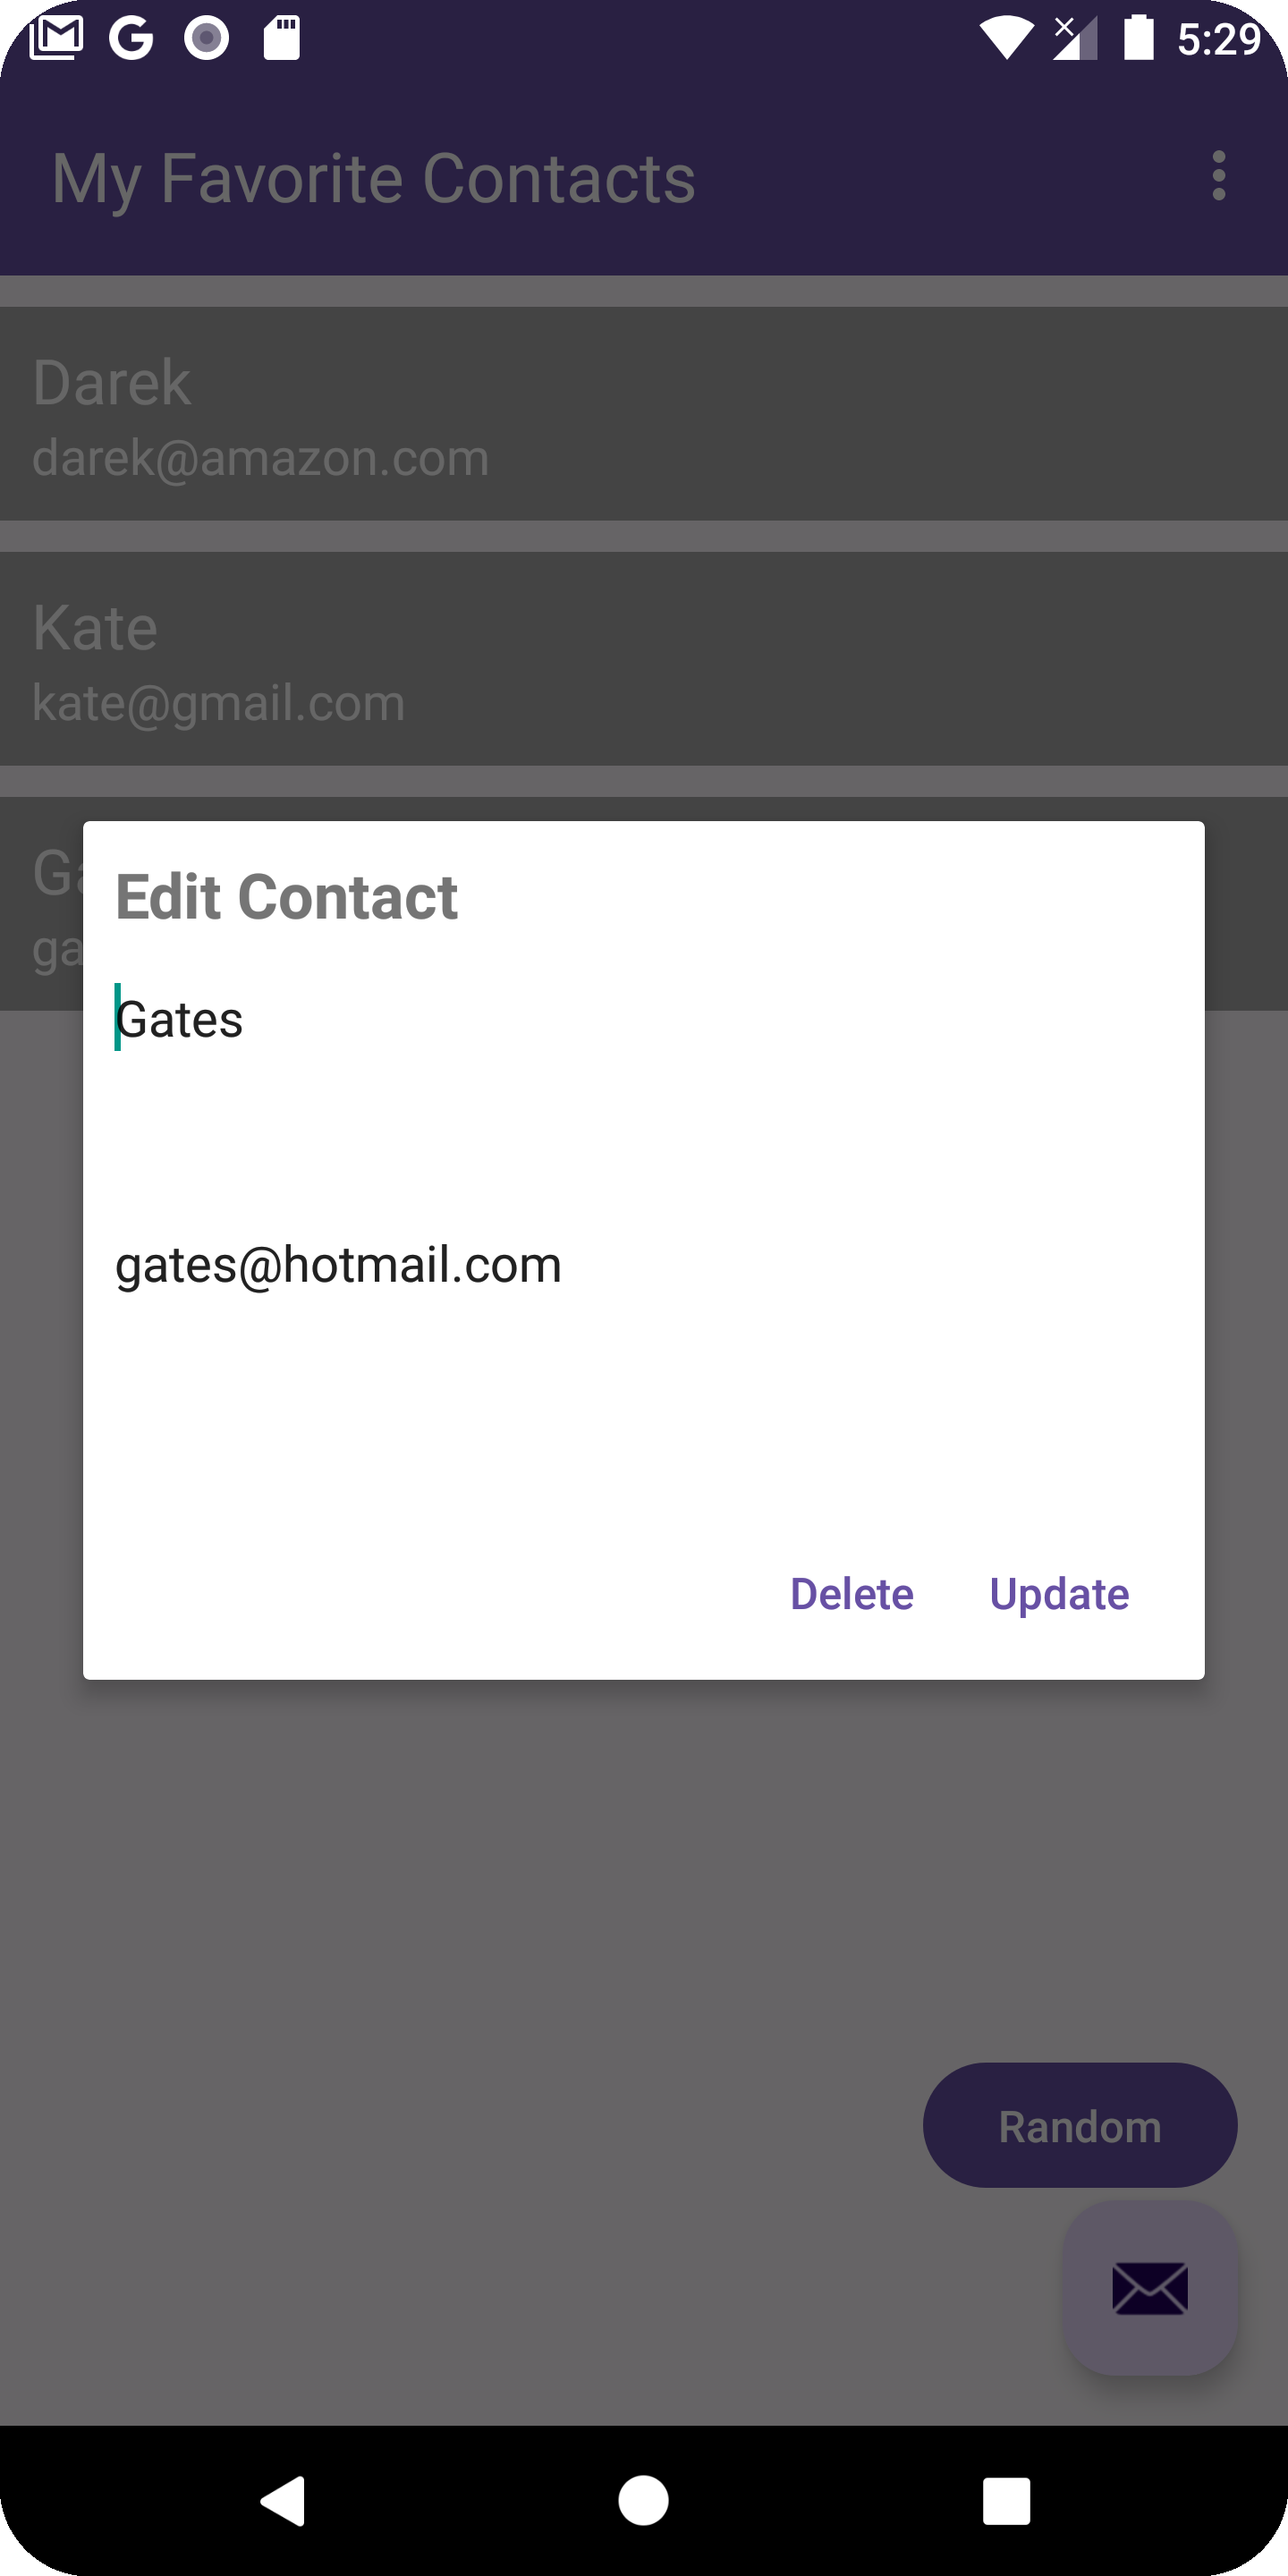 5:29
My Favorite Contacts
Darek
darek@amazon.com
Kate
kate@gmail.com
Ga
ga
Edit Contact
Gates
gates@hotmail.com
Delete Update
Random